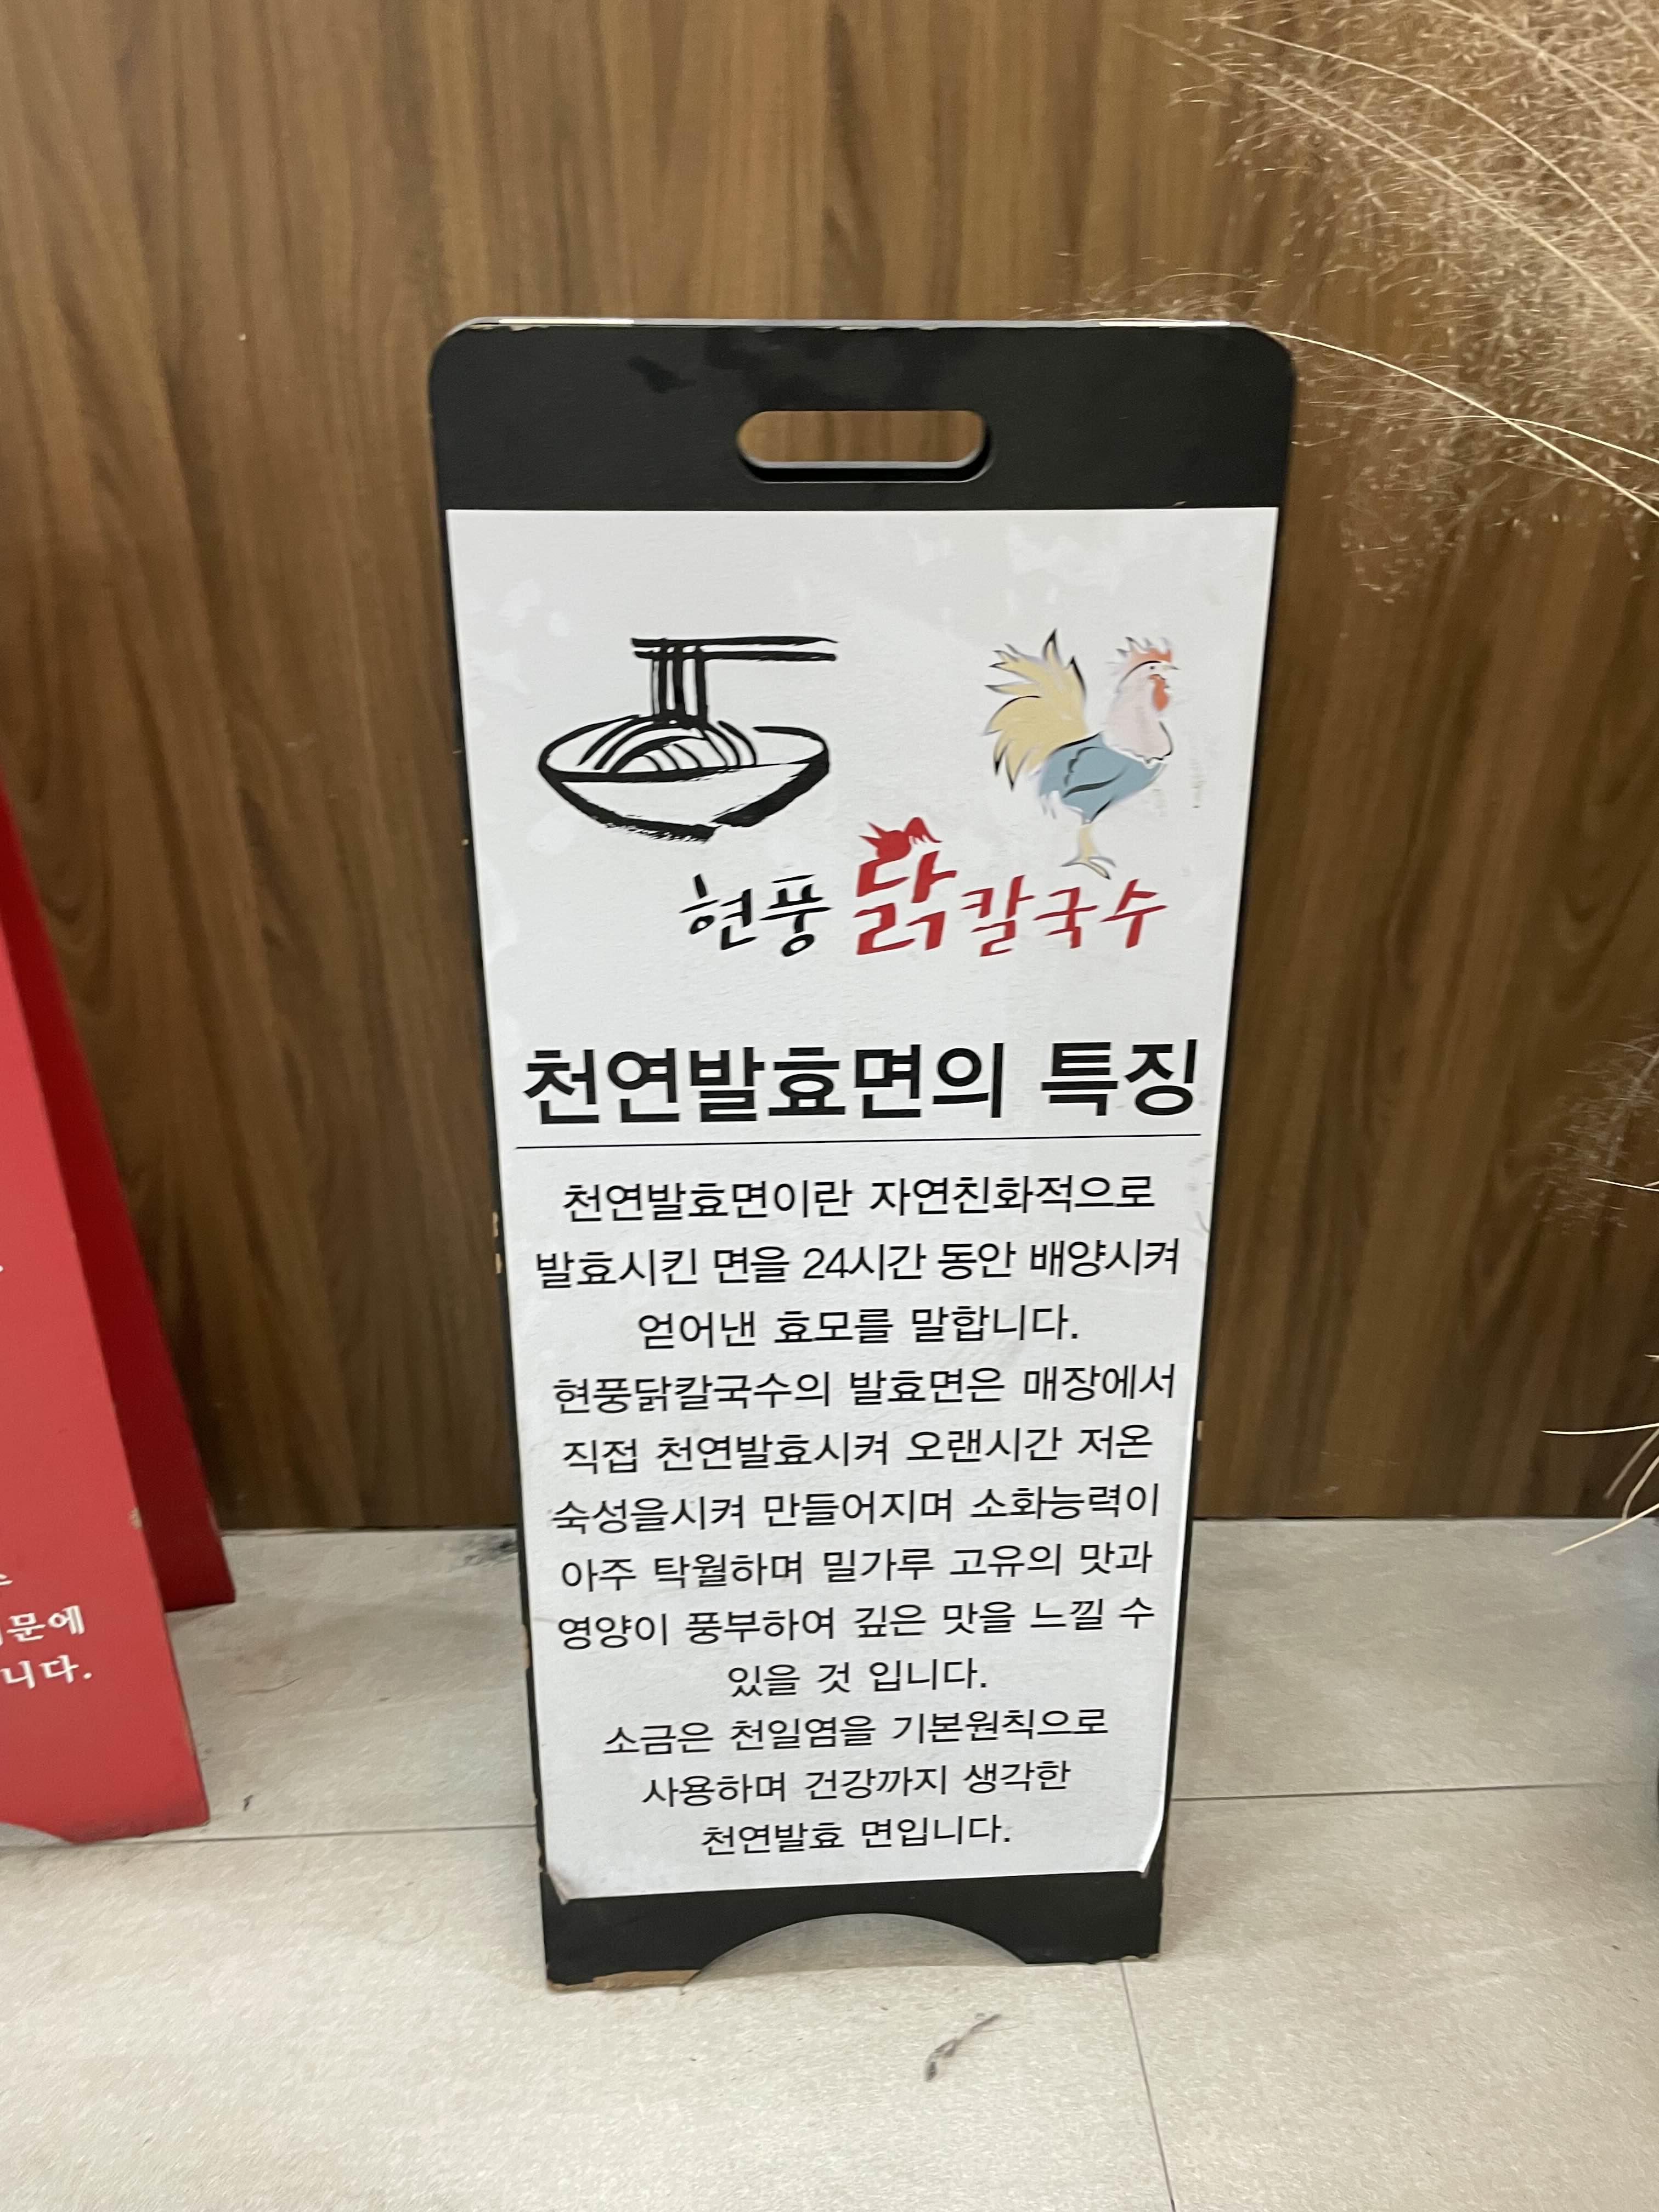 현풍 닭칼국수
천연발효면의 특징
천연발효면이란 자연친화적으로
발효시킨 면을 24시간 동안 배양시켜
얻어낸 효모를 말합니다.
현풍닭칼국수의 발효면은 매장에서
직접 천연발효시켜 오랜시간 저온
숙성을시켜 만들어지며 소화능력이
아주 탁월하며 밀가루 고유의 맛과
영양이 풍부하여 깊은 맛을 느낄 수
있을 것 입니다.
소금은 천일염을 기본원칙으로
사용하며 건강까지 생각한
천연발효 면입니다.
문에
니다.